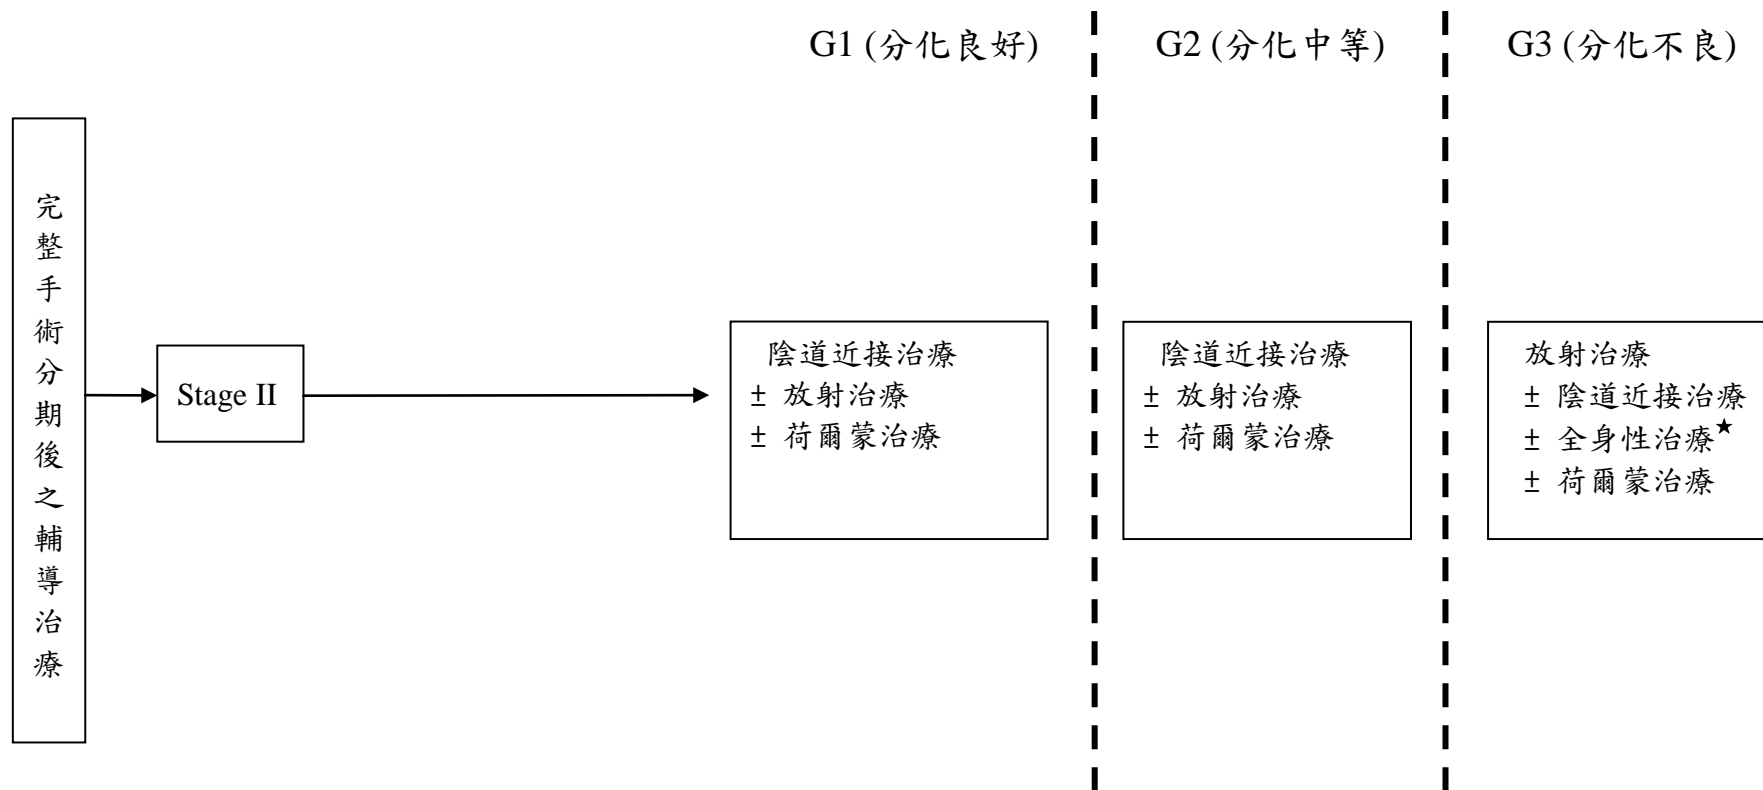 G1 (分化良好)
G2 (分化中等)
G3 (分化不良)
完整手術分期後之輔導治療
Stage II
陰道近接治療
± 放射治療
± 荷爾蒙治療
陰道近接治療
± 放射治療
± 荷爾蒙治療
放射治療
± 陰道近接治療
± 全身性治療★
± 荷爾蒙治療